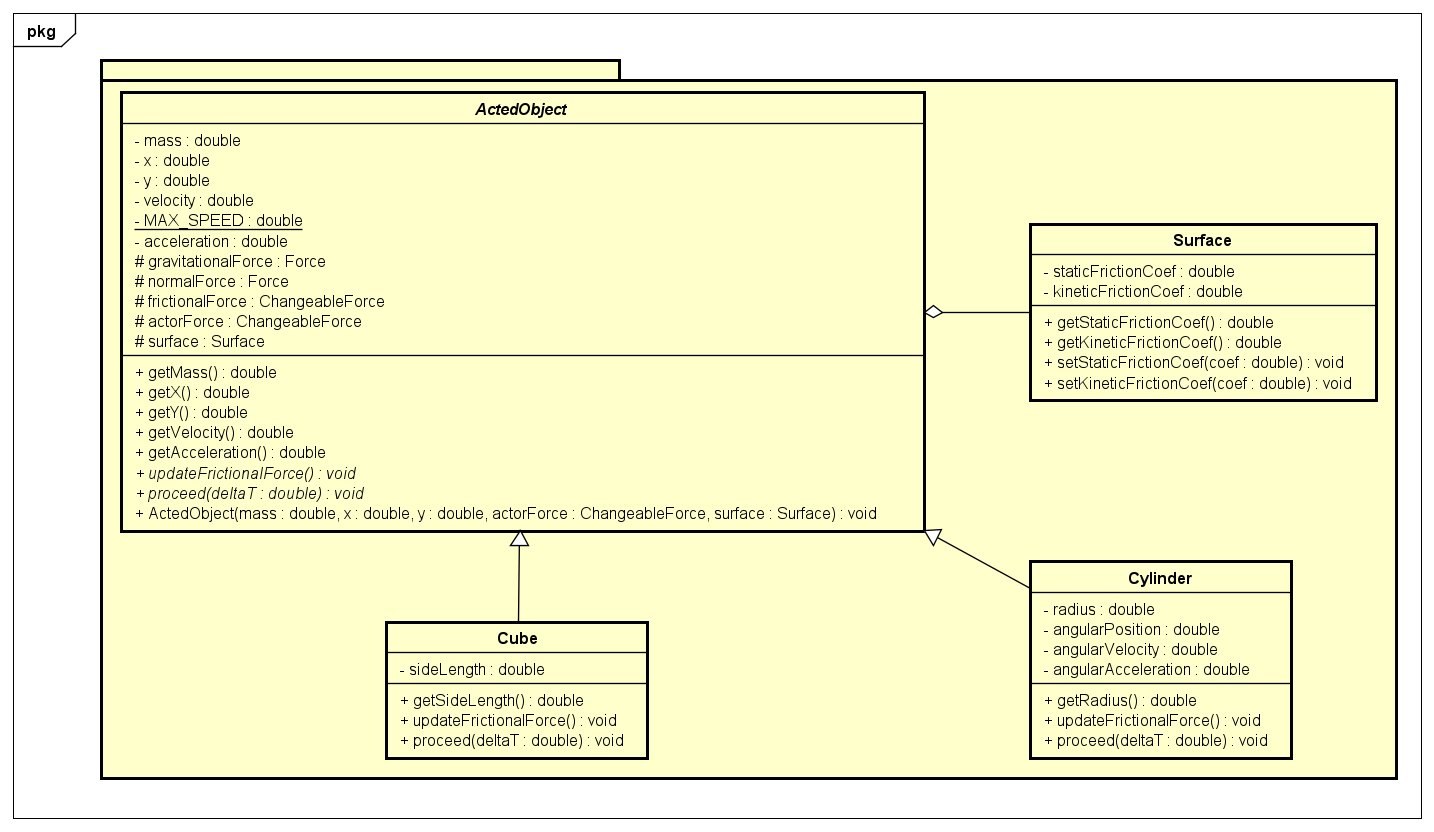 pkg
ActedObject
- mass : double
- x : double
- y : double
- velocity : double
- MAX_SPEED : double
- acceleration : double
# gravitationalForce : Force
# normalForce : Force
# frictionalForce : ChangeableForce
# actorForce : ChangeableForce
# surface : Surface
+ getMass() : double
+ getX() : double
+ getY() : double
+ getVelocity() : double
+ getAcceleration() : double
+ updateFrictionalForce() : void
+ proceed(deltaT : double) : void
+ ActedObject(mass : double, x : double, y : double, actorForce : ChangeableForce, surface : Surface) : void
Surface
- staticFrictionCoef : double
- kineticFrictionCoef : double
+ getStaticFrictionCoef() : double
+ getKineticFrictionCoef() : double
+ setStaticFrictionCoef(coef : double) : void
+ setKineticFrictionCoef(coef : double) : void
Cube
- sideLength : double
+ getSideLength() : double
+ updateFrictionalForce() : void
+ proceed(deltaT : double) : void
Cylinder
- radius : double
- angularPosition : double
- angularVelocity : double
- angularAcceleration : double
+ getRadius() : double
+ updateFrictionalForce() : void
+ proceed(deltaT : double) : void